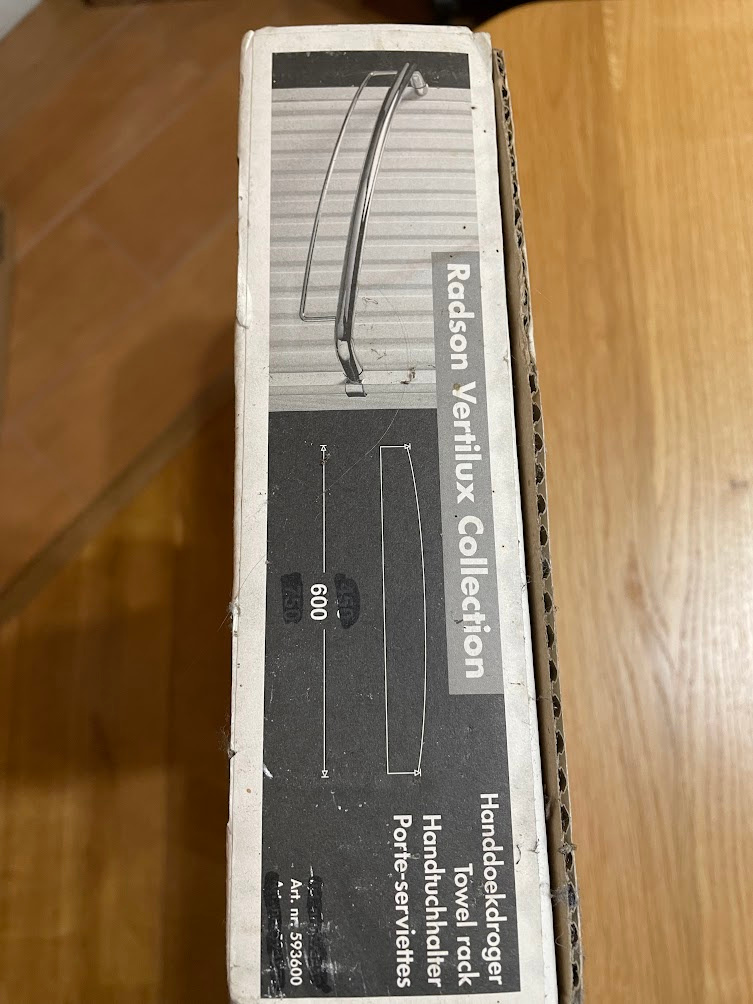 Radson Vertilux Collection
Handdoekdroger
Towel rack
Handtuchhalter
Porte-serviettes
600
Art. nr. 593600